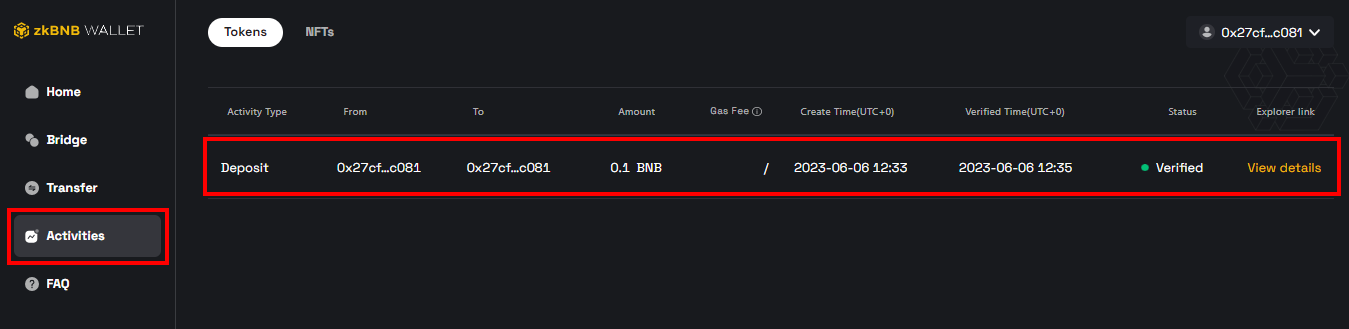 zkBNB WALLET
Tokens NFTs 0x27cf...c081
Home
Bridge
Transfer
Activities
FAQ
Activity Type From To Amount Gas Fee Create Time(UTC+0) Verified Time(UTC+0) Status Explorer link
Deposit 0x27cf...c081 0x27cf...c081 0.1 BNB / 2023-06-06 12:33 2023-06-06 12:35 Verified View details